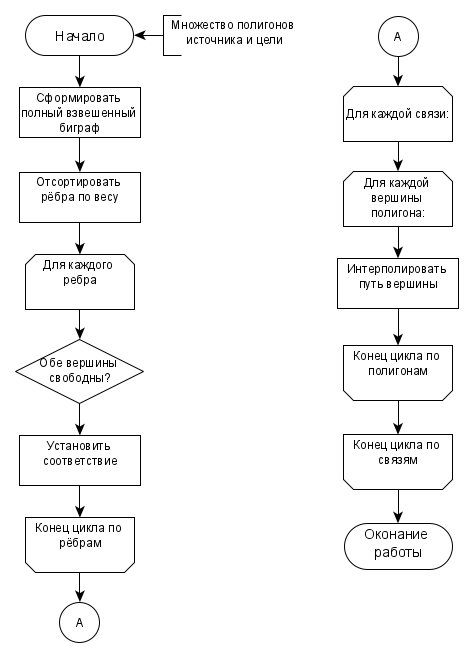 Начало
Множество полигонов
источника и цели
Сформировать
полный взвешенный
биграф
Отсортировать
рёбра по весу
Для каждого
ребра
Обе вершины
свободны?
Установить
соответствие
Конец цикла по
рёбрам
А
А
Для каждой связи:
Для каждой
вершины
полигона:
Интерполировать
путь вершины
Конец цикла по
полигонам
Конец цикла по
связям
Оконание
работы